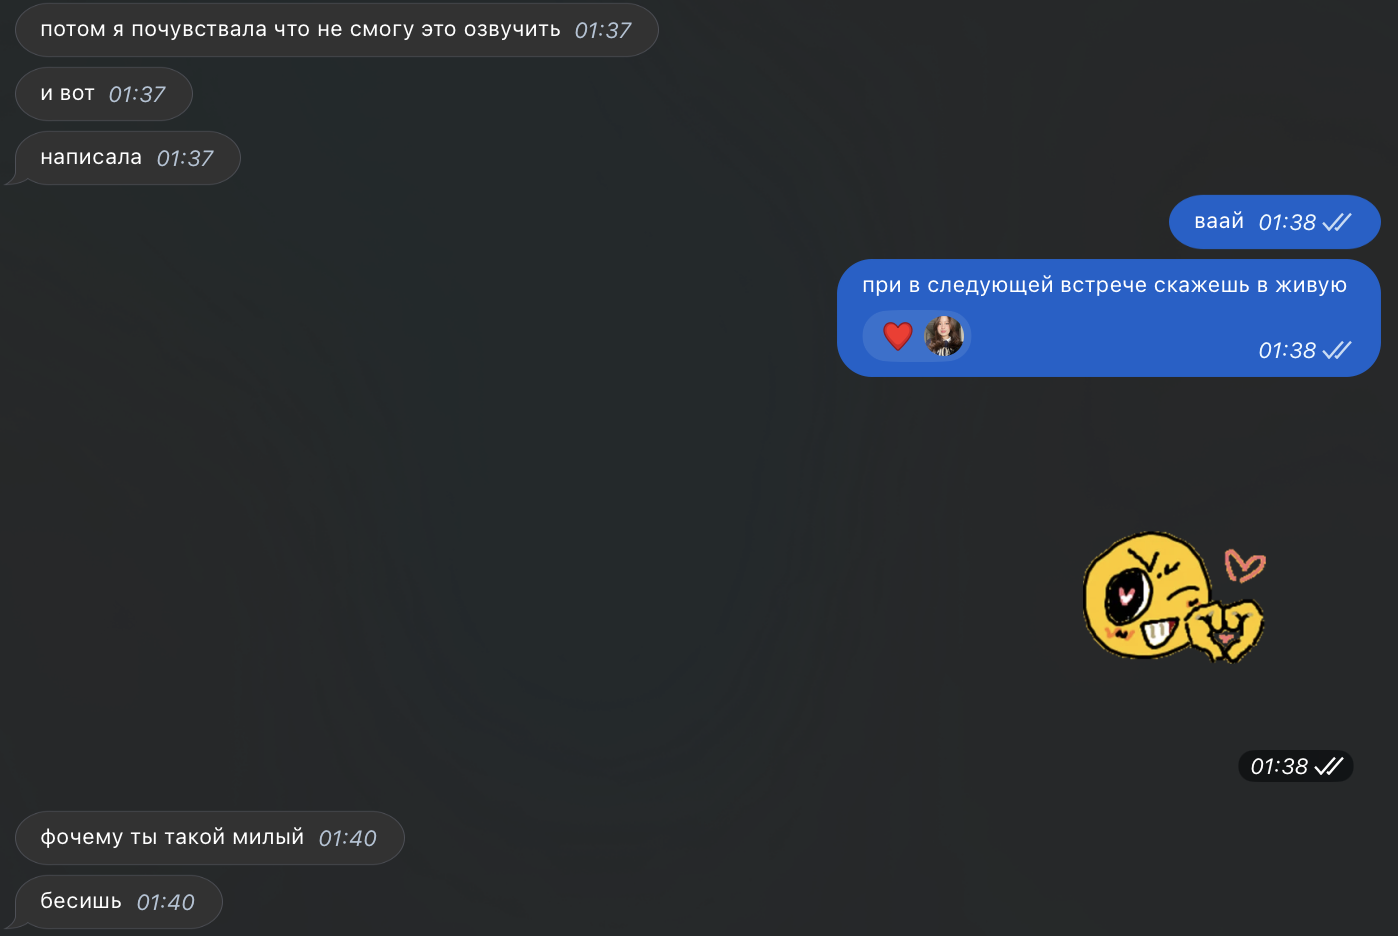 потом я почувствала что не смогу это озвучить 01:37
и вот 01:37
написала 01:37
ваай 01:38
при в следующей встрече скажешь в живую
01:38
01:38
фочему ты такой милый 01:40
бесишь 01:40